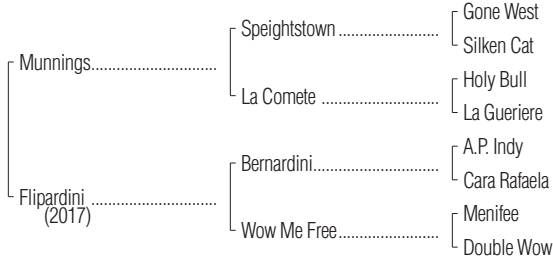 Gone West
Speightstown
Silken Cat
Munnings
Holy Bull
La Comete
La Gueriere
A.P. Indy
Bernardini
Cara Rafaela
Flipardini
(2017)
Menifee
Wow Me Free
Double Wow